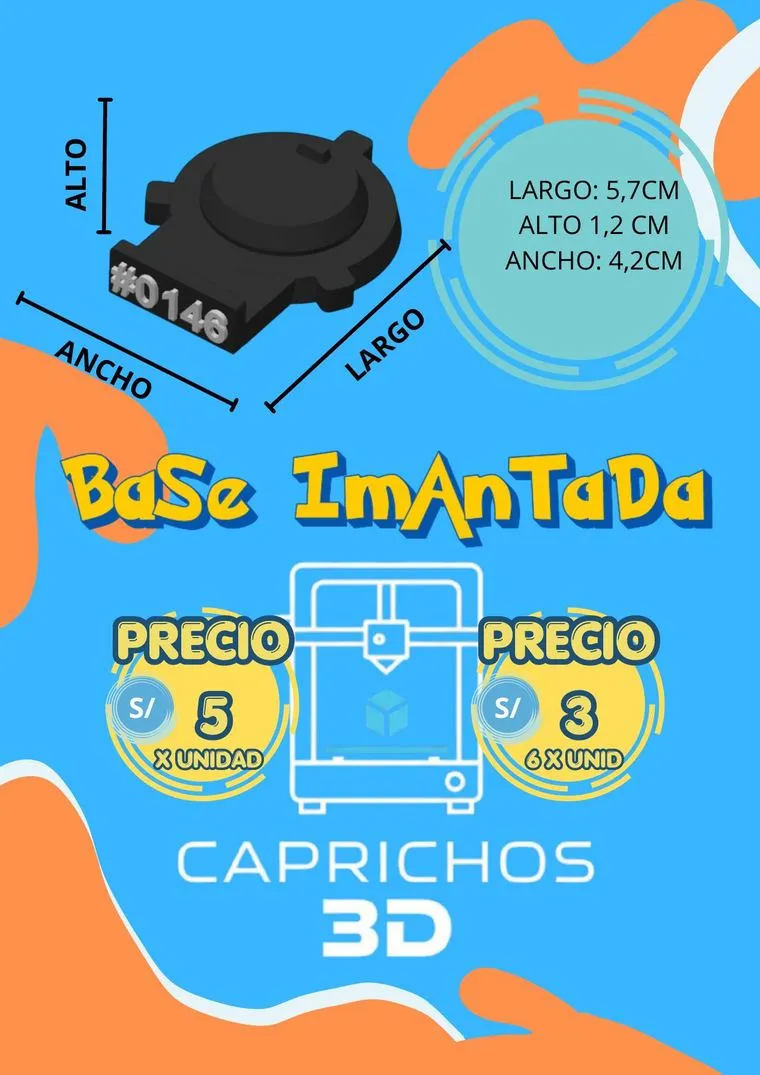 ALTO
LARGO: 5,7CM
ALTO 1,2 CM
ANCHO: 4,2CM
#0146
ANCHO
LARGO
BaSe ImAnTaDa
PRECIO
S/ 5
X UNIDAD
PRECIO
S/ 3
6 X UNID
CAPRICHOS
3D